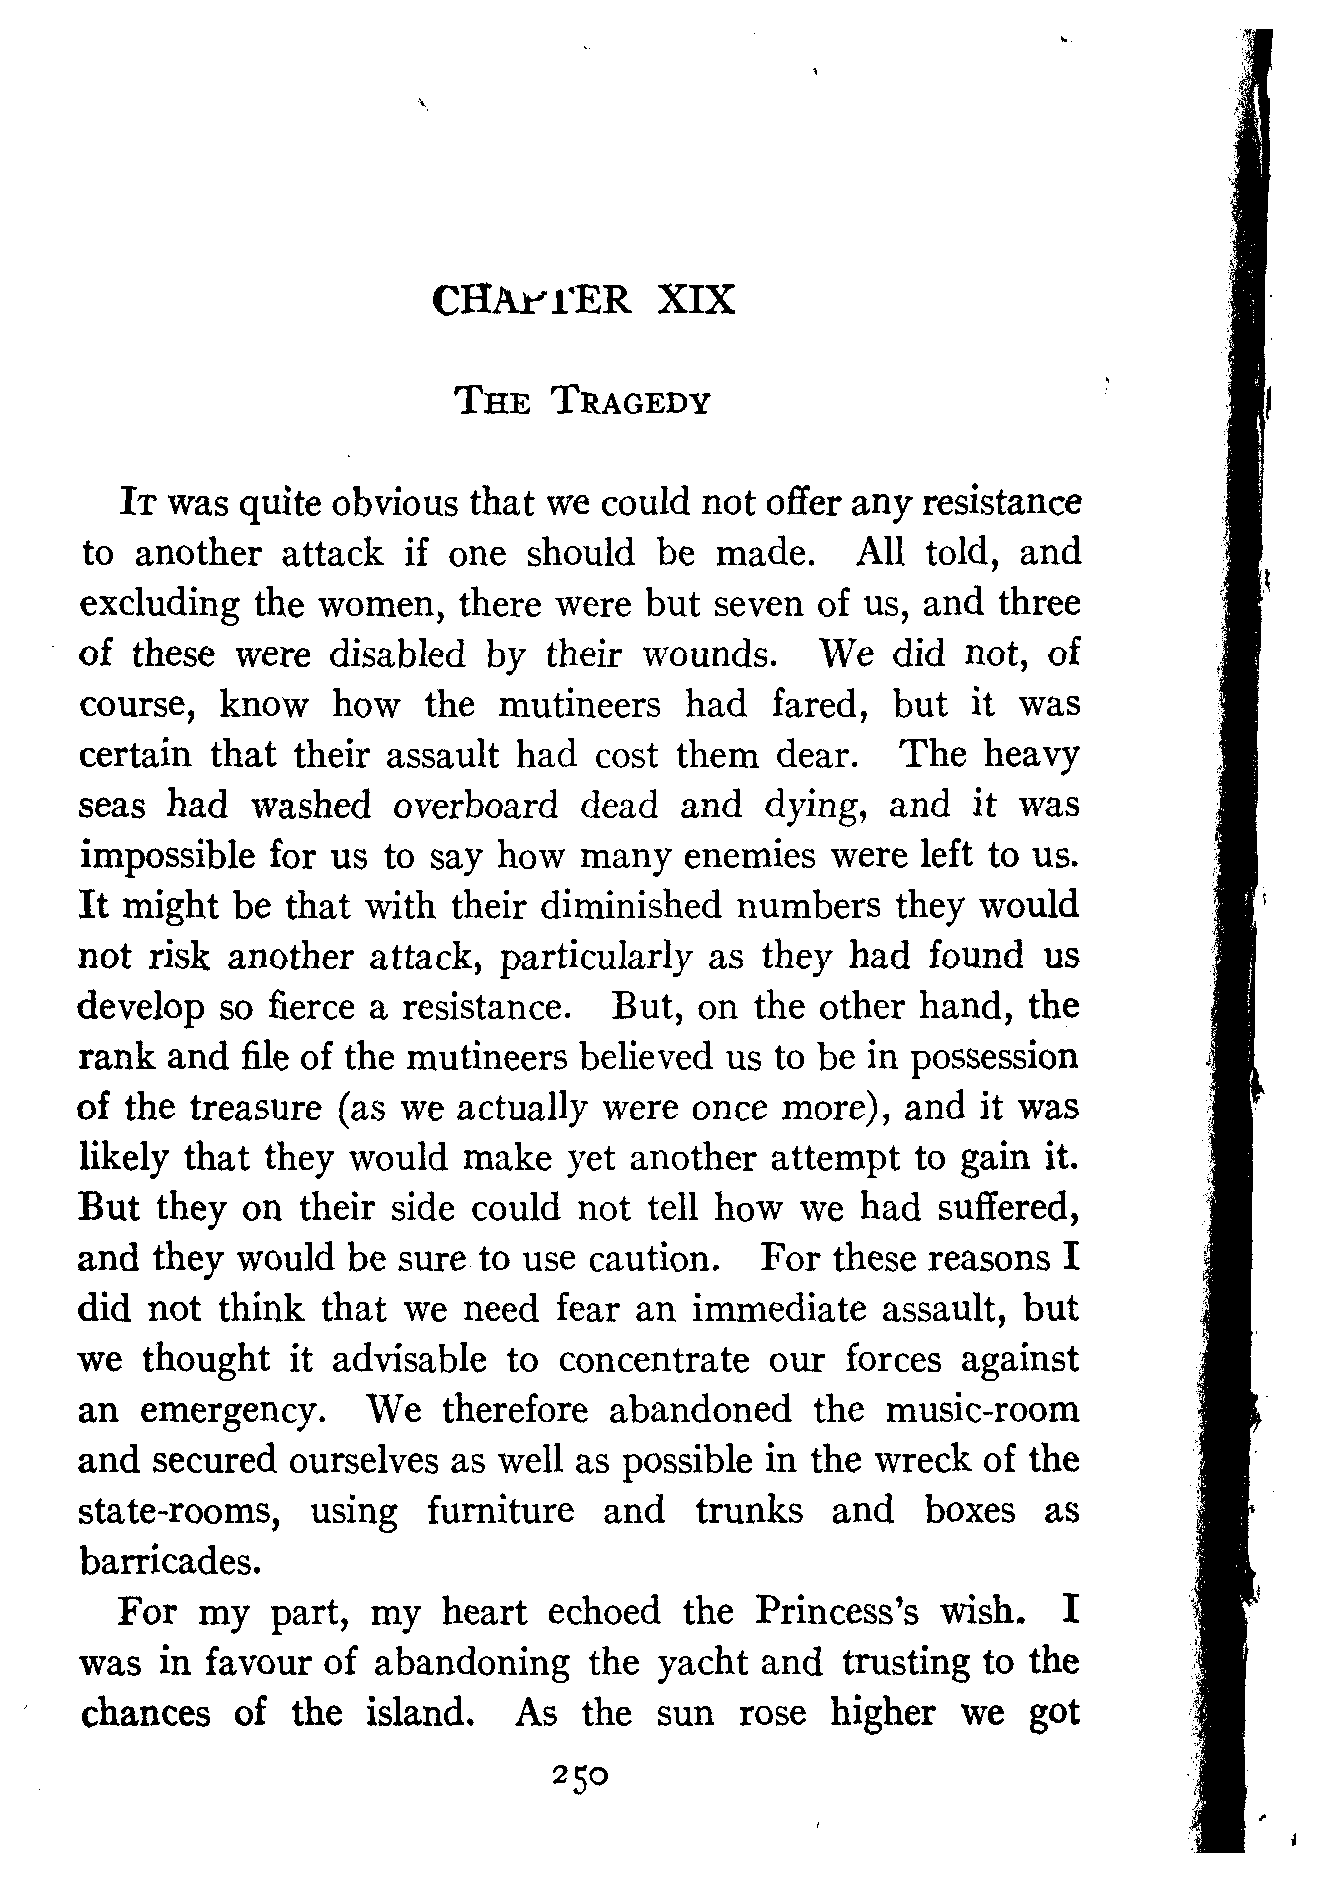 CHAPTER XIX
THE TRAGEDY
IT was quite obvious that we could not offer any resistance
to another attack if one should be made. All told, and
excluding the women, there were but seven of us, and three
of these were disabled by their wounds. We did not, of
course, know how the mutineers had fared, but it was
certain that their assault had cost them dear. The heavy
seas had washed overboard dead and dying, and it was
impossible for us to say how many enemies were left to us.
It might be that with their diminished numbers they would
not risk another attack, particularly as they had found us
develop so fierce a resistance. But, on the other hand, the
rank and file of the mutineers believed us to be in possession
of the treasure (as we actually were once more), and it was
likely that they would make yet another attempt to gain it.
But they on their side could not tell how we had suffered,
and they would be sure to use caution. For these reasons I
did not think that we need fear an immediate assault, but
we thought it advisable to concentrate our forces against
an emergency. We therefore abandoned the music-room
and secured ourselves as well as possible in the wreck of the
state-rooms, using furniture and trunks and boxes as
barricades.
For my part, my heart echoed the Princess's wish. I
was in favour of abandoning the yacht and trusting to the
chances of the island. As the sun rose higher we got
250